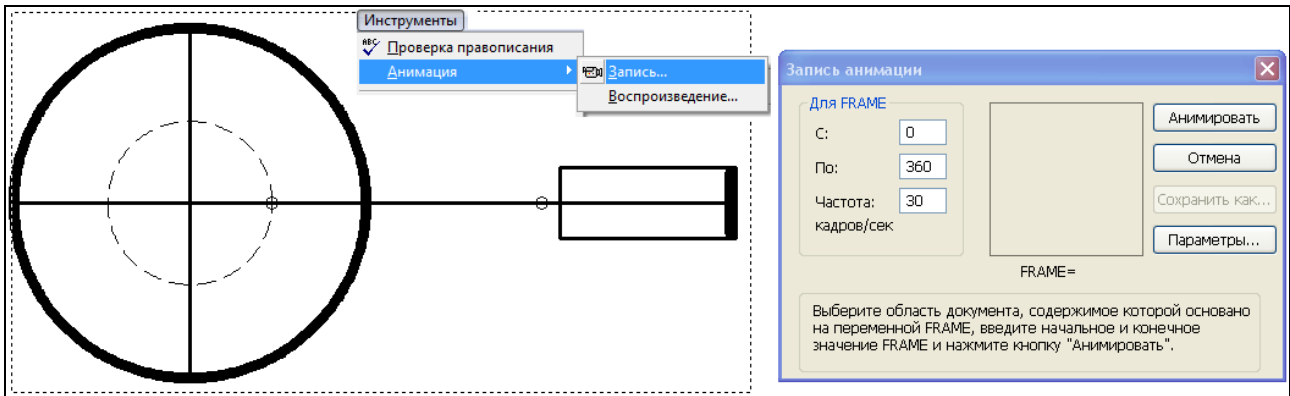 Инструменты
ABC Проверка правописания
Анимация
Запись...
Воспроизведение...
Запись анимации
Для FRAME
С: 0
По: 360
Частота: 30
кадров/сек
FRAME=
Анимировать
Отмена
Сохранить как...
Параметры...
Выберите область документа, содержимое которой основано
на переменной FRAME, введите начальное и конечное
значение FRAME и нажмите кнопку "Анимировать".